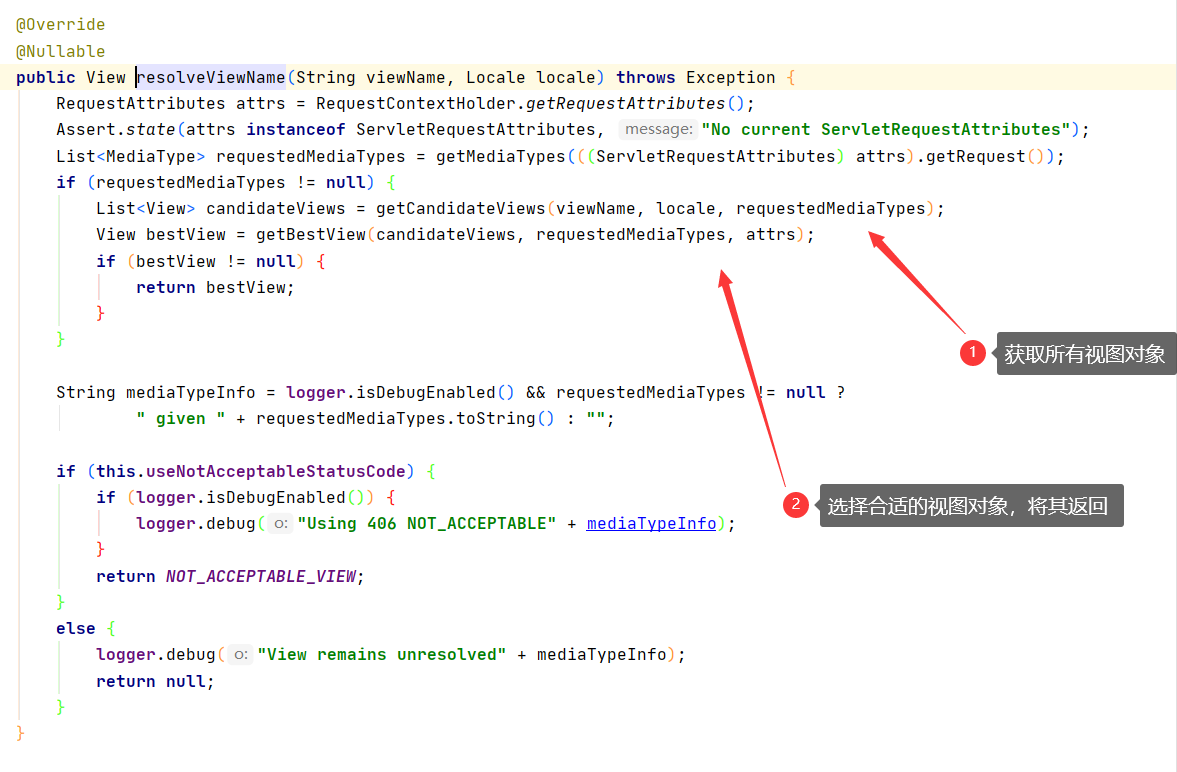 @Override
@Nullable
public View resolveViewName(String viewName, Locale locale) throws Exception {
    RequestAttributes attrs = RequestContextHolder.getRequestAttributes();
    Assert.state(attrs instanceof ServletRequestAttributes, message: "No current ServletRequestAttributes");
    List<MediaType> requestedMediaTypes = getMediaTypes(((ServletRequestAttributes) attrs).getRequest());
    if (requestedMediaTypes != null) {
        List<View> candidateViews = getCandidateViews(viewName, locale, requestedMediaTypes);
        View bestView = getBestView(candidateViews, requestedMediaTypes, attrs);
        if (bestView != null) {
            return bestView;
        }
    }
1 获取所有视图对象
    String mediaTypeInfo = logger.isDebugEnabled() && requestedMediaTypes != null ?
            " given " + requestedMediaTypes.toString() : "";
    if (this.useNotAcceptableStatusCode) {
        if (logger.isDebugEnabled()) {
2 选择合适的视图对象，将其返回
            logger.debug( o: "Using 406 NOT_ACCEPTABLE" + mediaTypeInfo);
        }
        return NOT_ACCEPTABLE_VIEW;
    }
    else {
        logger.debug( o: "View remains unresolved" + mediaTypeInfo);
        return null;
    }
}